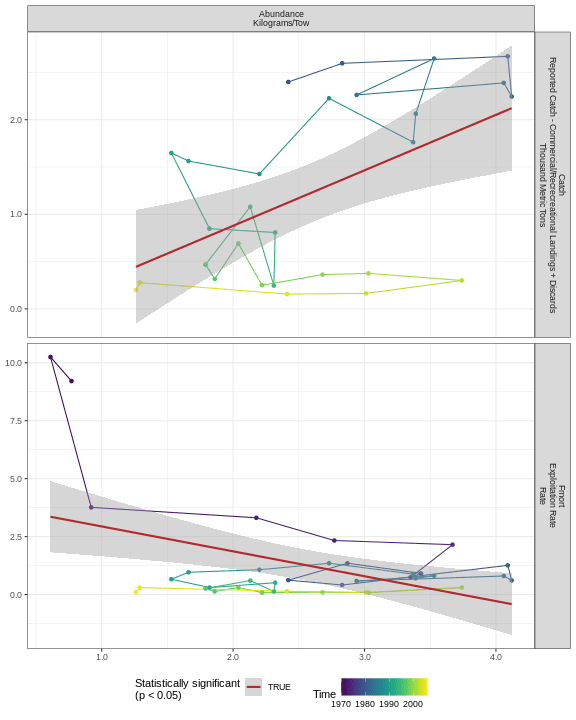 Abundance
Kilograms/Tow
2.0
1.0
0.0
Catch
Reported Catch - Commercial/Recreational Landings + Discards
Thousand Metric Tons
10.0
7.5
5.0
2.5
0.0
Fmort
Exploitation Rate
Rate
1.0 2.0 3.0 4.0
Statistically significant
(p < 0.05)
TRUE
Time
1970 1980 1990 2000